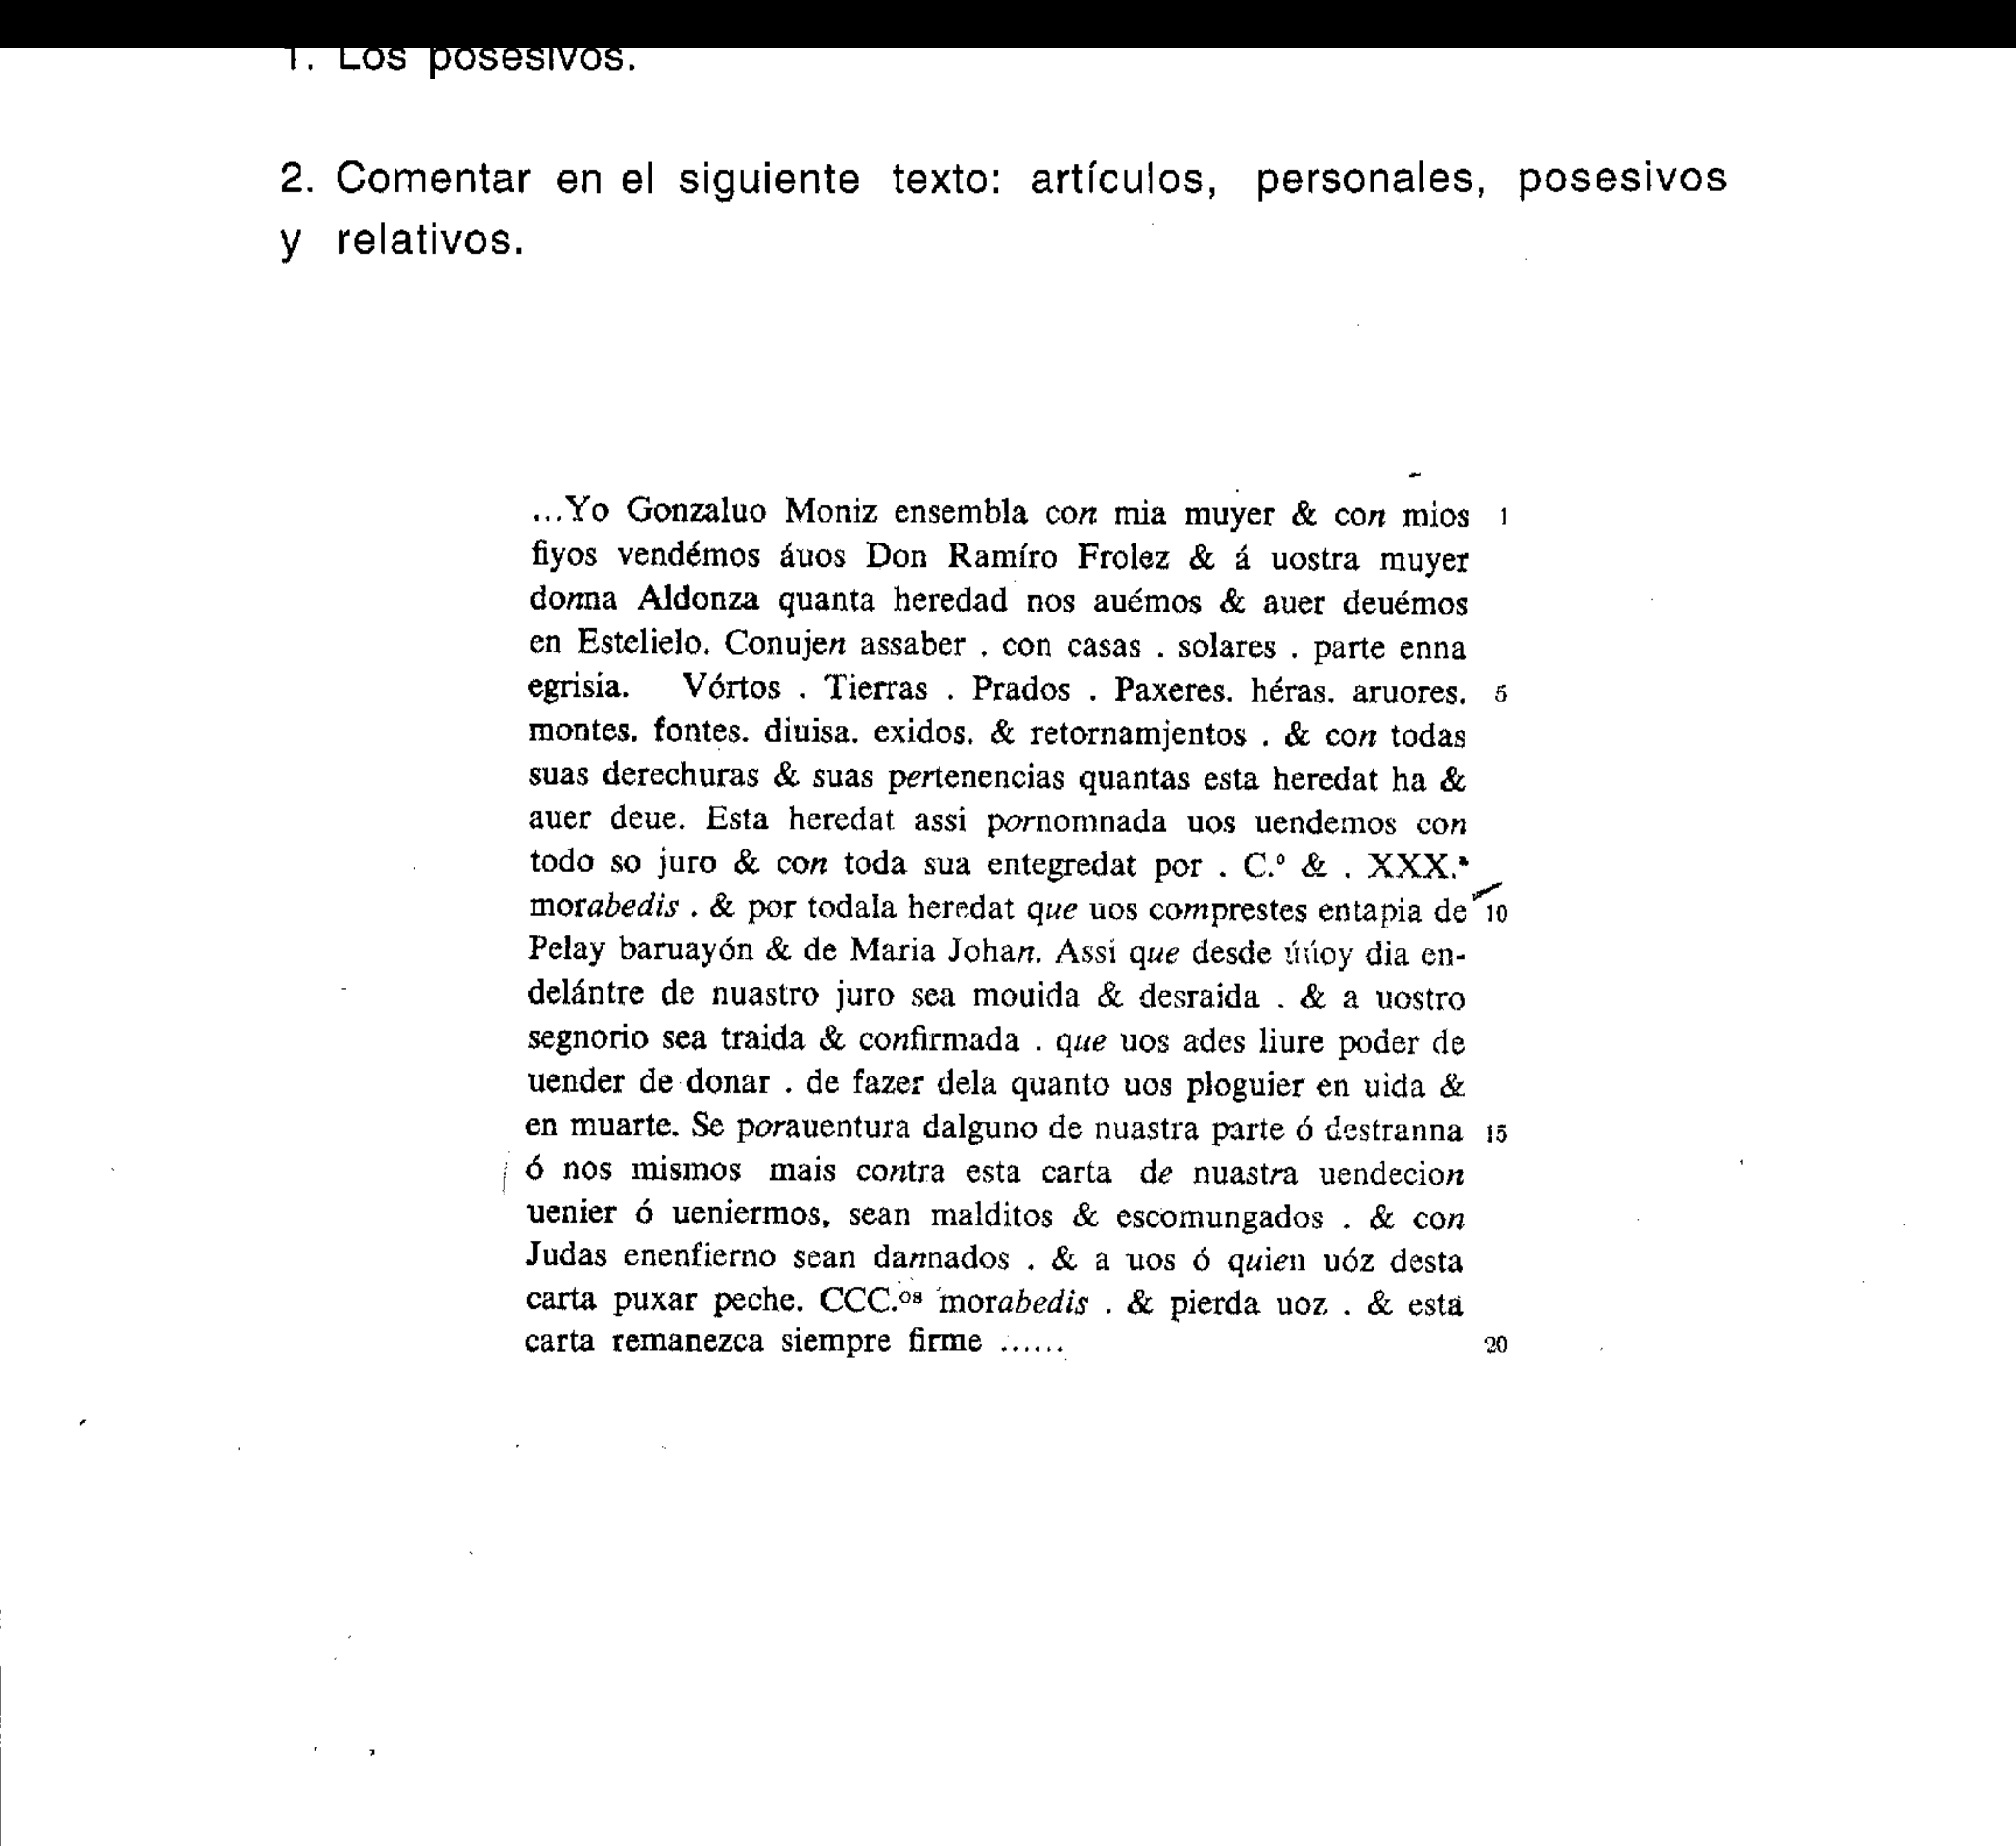 1. Los posesivos.
2. Comentar en el siguiente texto: artículos, personales, posesivos
y relativos.
...Yo Gonzaluo Moniz ensembla con mia muyer & con mios 1
fiyos vendémos áuos Don Ramíro Frolez & á uostra muyer
donna Aldonza quanta heredad nos auémos & auer deuémos
en Estelielo. Conujen assaber . con casas . solares . parte enna
egrisia. Vórtos . Tierras . Prados . Paxeres. héras. aruores. 5
montes. fontes. diuisa. exidos. & retornamjentos . & con todas
suas derechuras & suas pertenencias quantas esta heredat ha &
auer deue. Esta heredat assi pornomnada uos uendemos con
todo so juro & con toda sua entegredat por . C.º & . XXX.ª
morabedis . & por todala heredat que uos comprestes entapia de 10
Pelay baruayón & de Maria Johan. Assi que desde dia en-
delántre de nuastro juro sea mouida & desraida . & a uostro
segnorio sea traida & confirmada . que uos ades liure poder de
uender de donar . de fazer dela quanto uos ploguier en uida &
en muarte. Se porauentura dalguno de nuastra parte ó destranna 15
ó nos mismos mais contra esta carta de nuastra uendecion
uenier ó ueniermos, sean malditos & escomungados . & con
Judas enenfierno sean dannados . & a uos ó quien uóz desta
carta puxar peche. CCC.ºˢ morabedis . & pierda uoz . & esta
carta remanezca siempre firme ...... 20